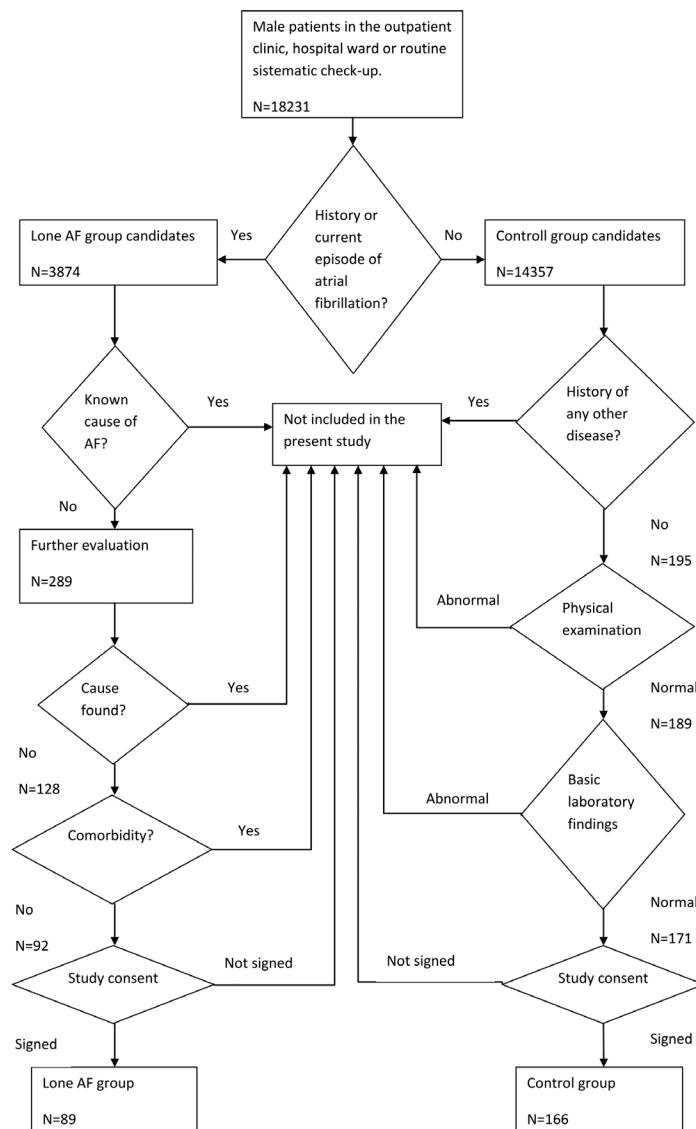 Male patients in the outpatient
clinic, hospital ward or routine
sistematic check-up.
N=18231
History or
current
episode of
atrial
fibrillation?
Yes
No
Lone AF group candidates
N=3874
Controll group candidates
N=14357
Known
cause of
AF?
Yes
Not included in the
present study
Yes
History of
any other
disease?
No
No
N=195
Further evaluation
N=289
Abnormal
Physical
examination
Cause
found?
Yes
Normal
N=189
No
N=128
Abnormal
Basic
laboratory
findings
Comorbidity?
Yes
No
N=92
Normal
N=171
Study consent
Not signed
Not signed
Study consent
Signed
Signed
Lone AF group
N=89
Control group
N=166